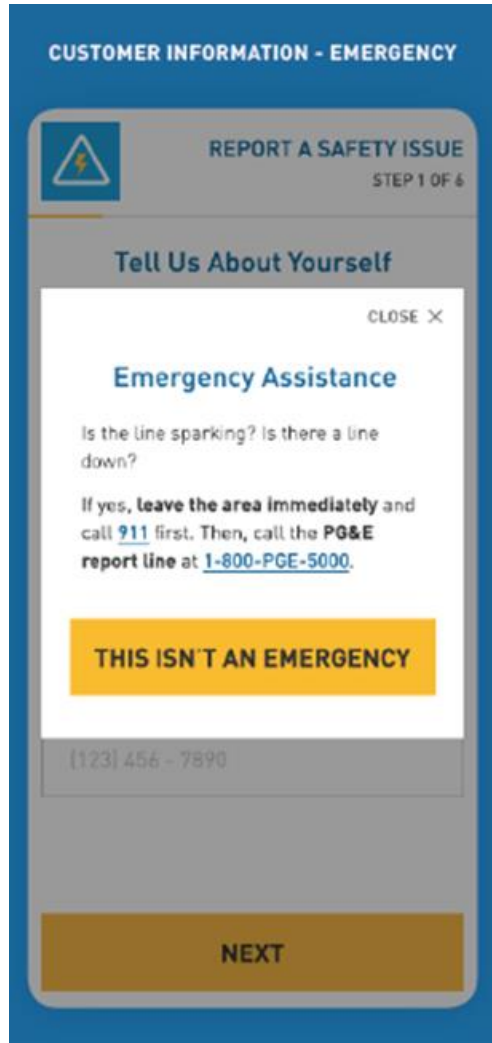 CUSTOMER INFORMATION - EMERGENCY
REPORT A SAFETY ISSUE
STEP 1 OF 6
Tell Us About Yourself
CLOSE ×
Emergency Assistance
Is the line sparking? Is there a line
down?
If yes, leave the area immediately and
call 911 first. Then, call the PG&E
report line at 1-800-PGE-5000.
THIS ISN'T AN EMERGENCY
(123) 456 - 7890
NEXT